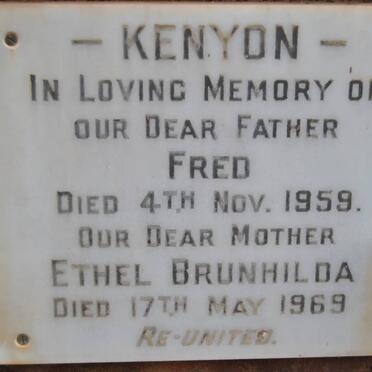 — KENYON —
IN LOVING MEMORY OF
OUR DEAR FATHER
FRED
DIED 4TH NOV. 1959.
OUR DEAR MOTHER
ETHEL BRUNHILDA
DIED 17TH MAY 1969
RE-UNITED.